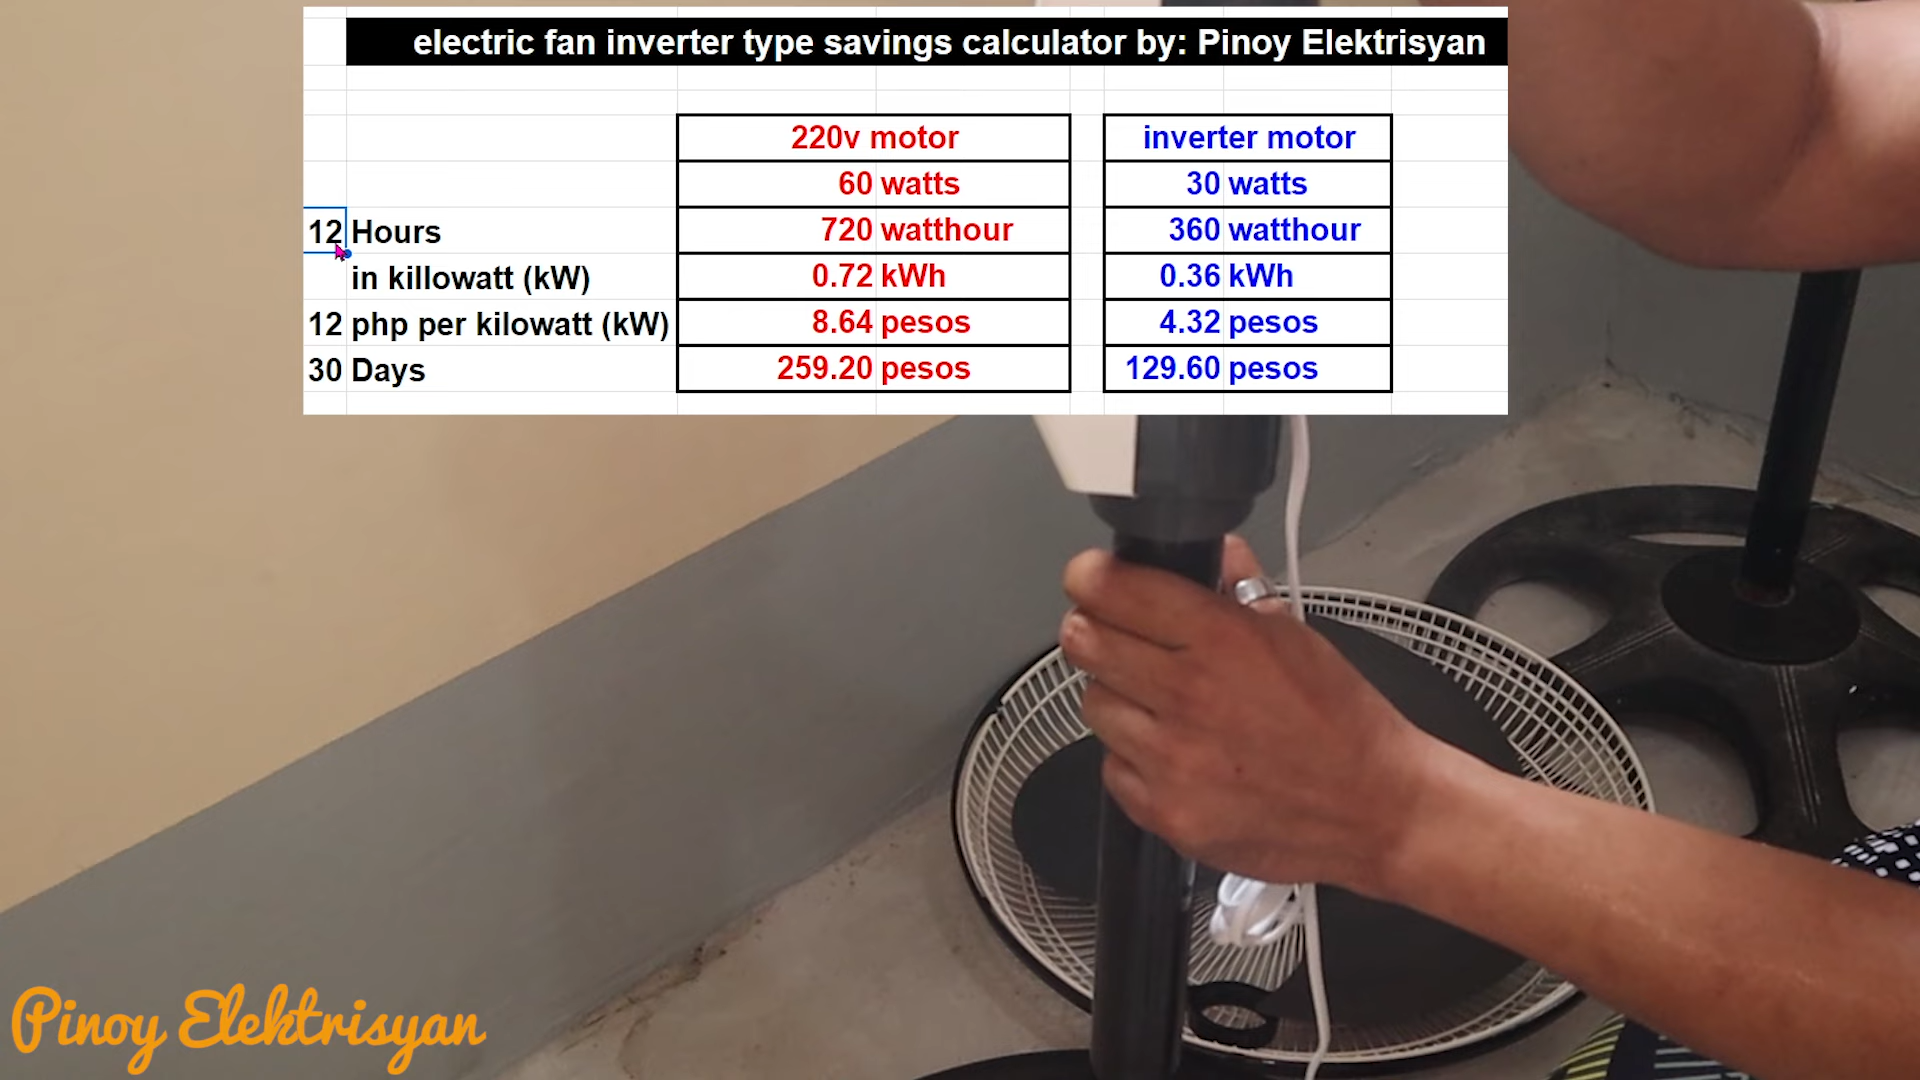 electric fan inverter type savings calculator by: Pinoy Elektrisyan
220v motor inverter motor
60 watts 30 watts
12 Hours 720 watthour 360 watthour
in killowatt (kW) 0.72 kWh 0.36 kWh
12 php per kilowatt (kW) 8.64 pesos 4.32 pesos
30 Days 259.20 pesos 129.60 pesos
Pinoy Elektrisyan